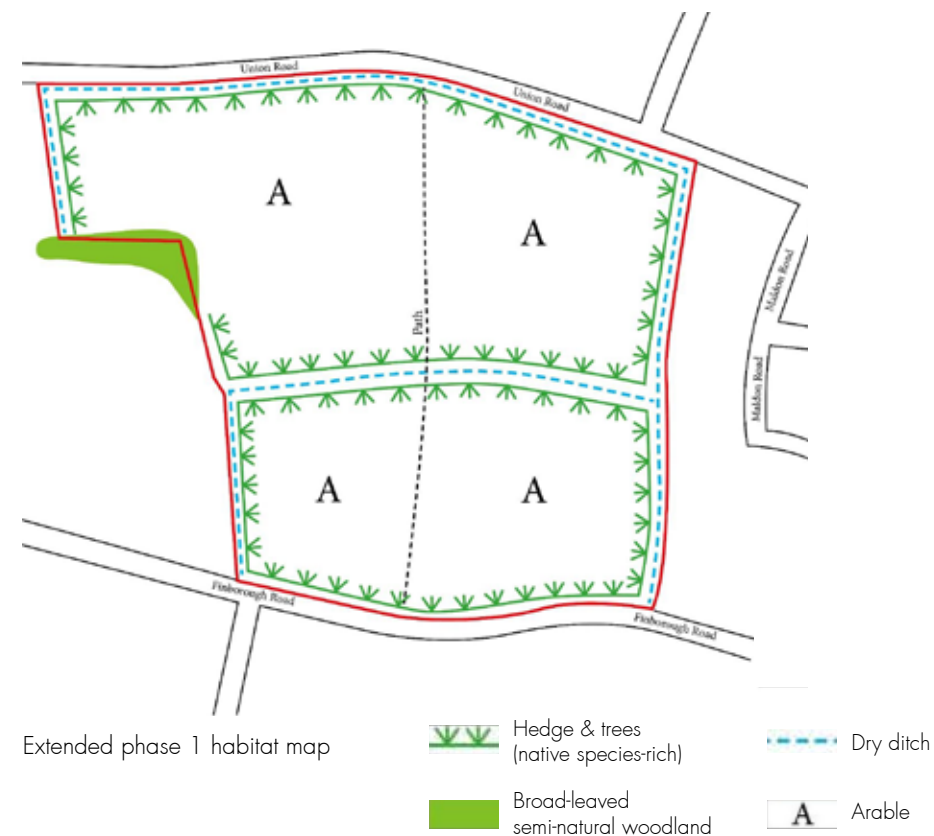 Union Road
Union Road
A
A
Maldon Road
Path
Maldon Road
A
A
Finborough Road
Finborough Road
Extended phase 1 habitat map
Hedge & trees
(native species-rich)
Dry ditch
Broad-leaved
semi-natural woodland
A
Arable